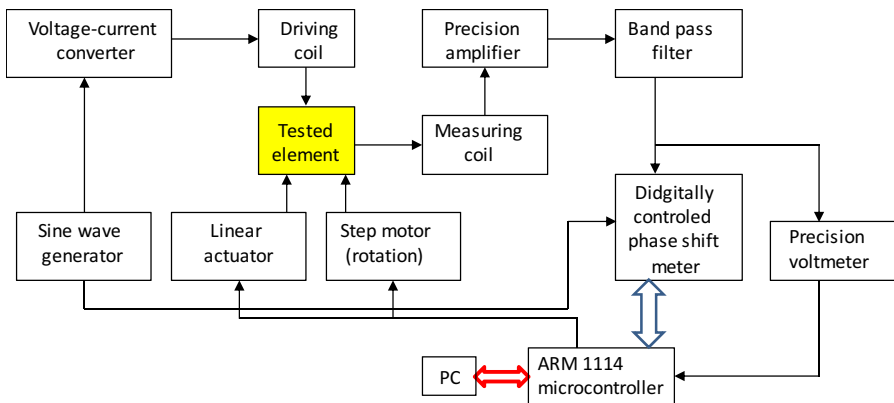 Voltage-current
converter
Driving
coil
Precision
amplifier
Band pass
filter
Tested
element
Measuring
coil
Sine wave
generator
Linear
actuator
Step motor
(rotation)
Didgitally
controled
phase shift
meter
Precision
voltmeter
PC
ARM 1114
microcontroller